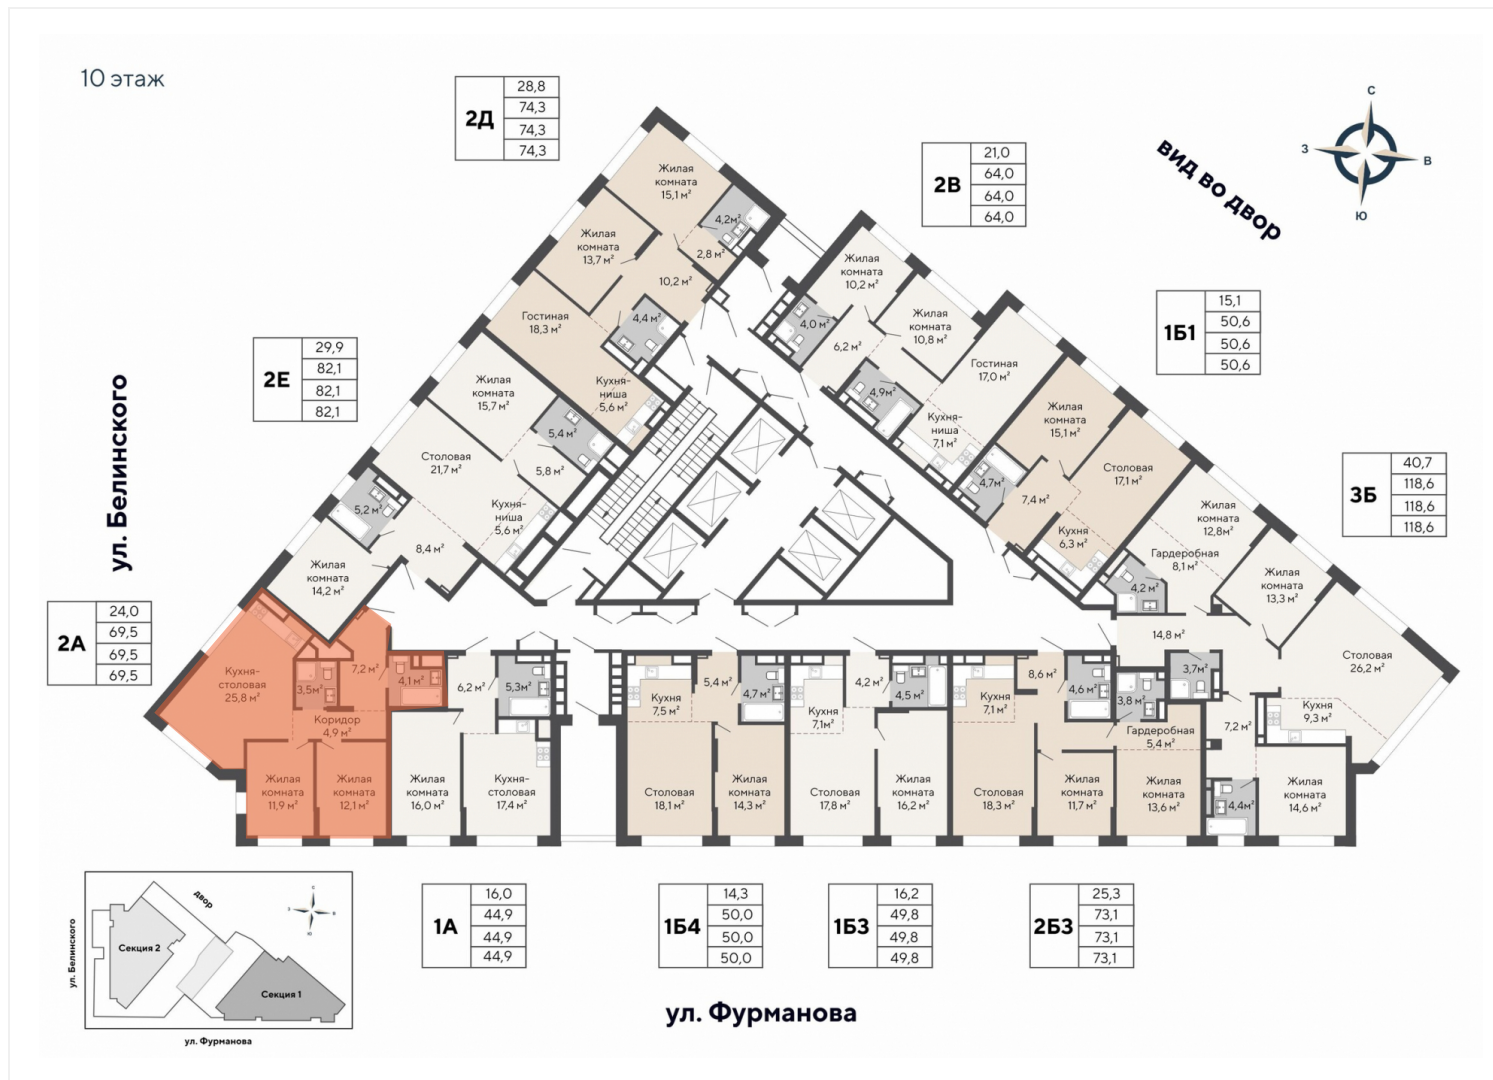 10 этаж
2Д
28,8
74,3
74,3
74,3
2В
21,0
64,0
64,0
64,0
С
З
В
Ю
вид во двор
1Б1
15,1
50,6
50,6
50,6
2Е
29,9
82,1
82,1
82,1
ул. Белинского
3Б
40,7
118,6
118,6
118,6
2А
24,0
69,5
69,5
69,5
Жилая
комната
15,1 м²
4,2м²
2,8 м²
Жилая
комната
13,7 м²
10,2 м²
4,4 м²
Гостиная
18,3 м²
Кухня-
ниша
5,6 м²
Жилая
комната
15,7 м²
5,4 м²
5,8 м²
Столовая
21,7 м²
Кухня-
ниша
5,6 м²
5,2 м²
8,4 м²
Жилая
комната
14,2 м²
Жилая
комната
10,2 м²
4,0 м²
6,2 м²
Жилая
комната
10,8 м²
4,9м²
Гостиная
17,0 м²
Кухня-
ниша
7,1 м²
Жилая
комната
15,1 м²
4,7м²
7,4 м²
Столовая
17,1 м²
Кухня
6,3 м²
Жилая
комната
12,8м²
Гардеробная
8,1 м²
4,2 м²
Жилая
комната
13,3 м²
14,8 м²
3,7м²
3,8 м²
Столовая
26,2 м²
Кухня
9,3 м²
7,2 м²
4,4м²
Жилая
комната
14,6 м²
Кухня-
столовая
25,8 м²
3,5м²
7,2 м²
4,1 м²
Коридор
4,9 м²
Жилая
комната
11,9 м²
Жилая
комната
12,1 м²
6,2 м²
5,3м²
Жилая
комната
16,0 м²
Кухня-
столовая
17,4 м²
Кухня
7,5 м²
5,4 м²
4,7 м²
Столовая
18,1 м²
Жилая
комната
14,3 м²
Кухня
7,1м²
4,2 м²
4,5 м²
Столовая
17,8 м²
Жилая
комната
16,2 м²
Кухня
7,1 м²
8,6 м²
4,6 м²
Столовая
18,3 м²
Жилая
комната
11,7 м²
Гардеробная
5,4 м²
Жилая
комната
13,6 м²
1А
16,0
44,9
44,9
44,9
1Б4
14,3
50,0
50,0
50,0
1Б3
16,2
49,8
49,8
49,8
2Б3
25,3
73,1
73,1
73,1
ул. Фурманова
ул. Белинского
двор
С
З
В
Ю
Секция 2
Секция 1
ул. Фурманова